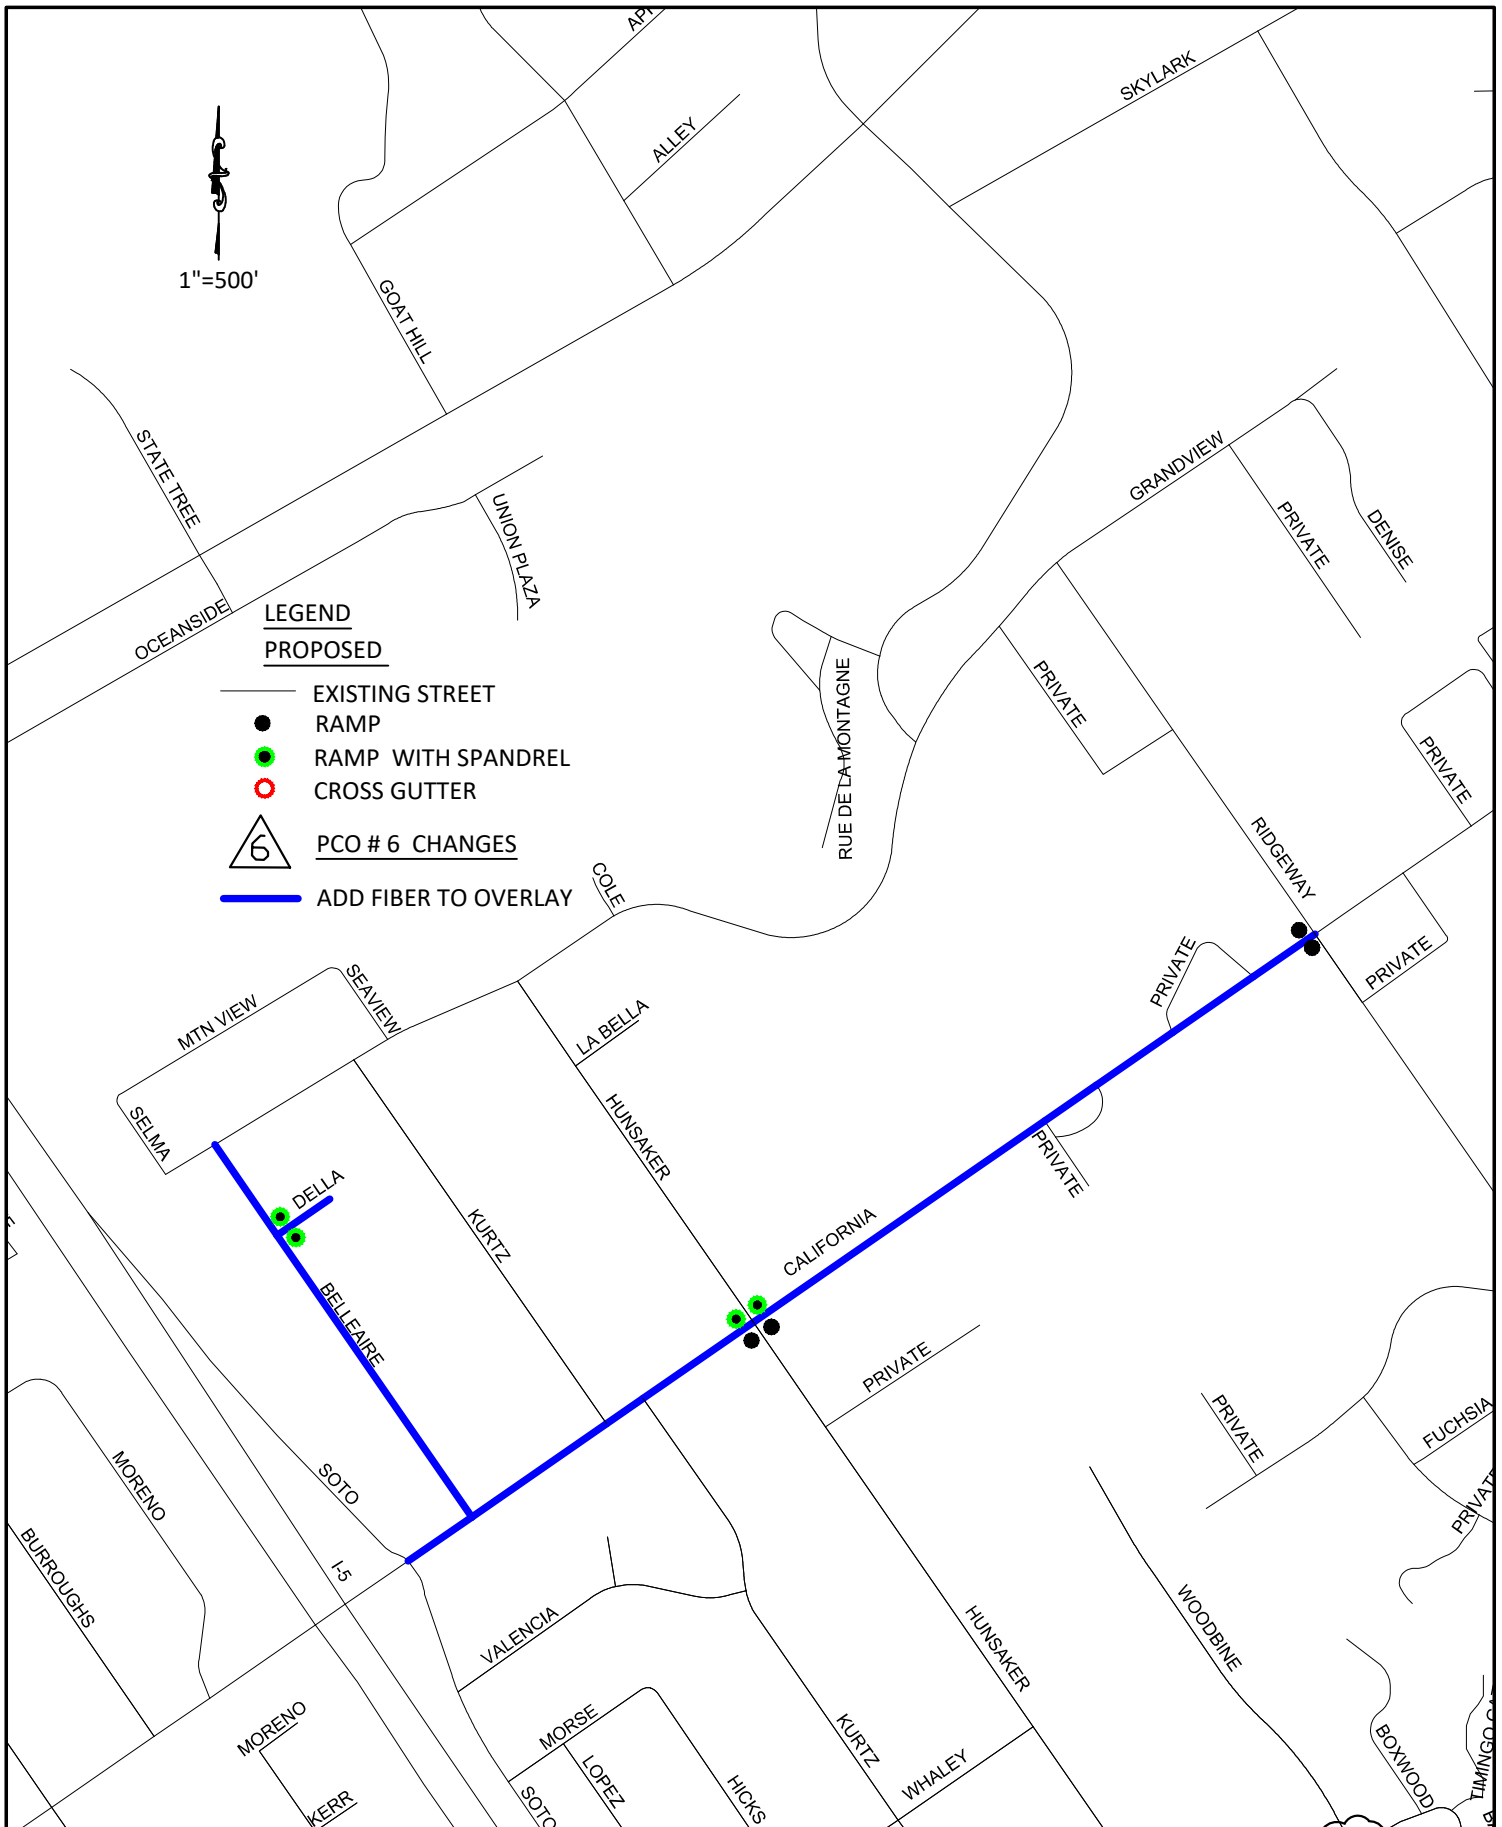 SKYLARK
ALLEY
1"=500'
GOAT HILL
STATE TREE
GRANDVIEW
UNION PLAZA
PRIVATE
DENISE
OCEANSIDE
LEGEND
PROPOSED
EXISTING STREET
RAMP
RAMP WITH SPANDREL
CROSS GUTTER
6
PCO # 6 CHANGES
ADD FIBER TO OVERLAY
RUE DE LA MONTAGNE
PRIVATE
PRIVATE
RIDGEWAY
COLE
PRIVATE
PRIVATE
SEAVIEW
MTN VIEW
LA BELLA
SELMA
HUNSAKER
PRIVATE
DELLA
KURTZ
CALIFORNIA
BELLEAIRE
PRIVATE
PRIVATE
FUCHSIA
MORENO
SOTO
PRIVATE
BURROUGHS
I-5
VALENCIA
HUNSAKER
WOODBINE
MORENO
MORSE
KURTZ
WHALEY
BOXWOOD
LOPEZ
HICKS
KERR
SOTO